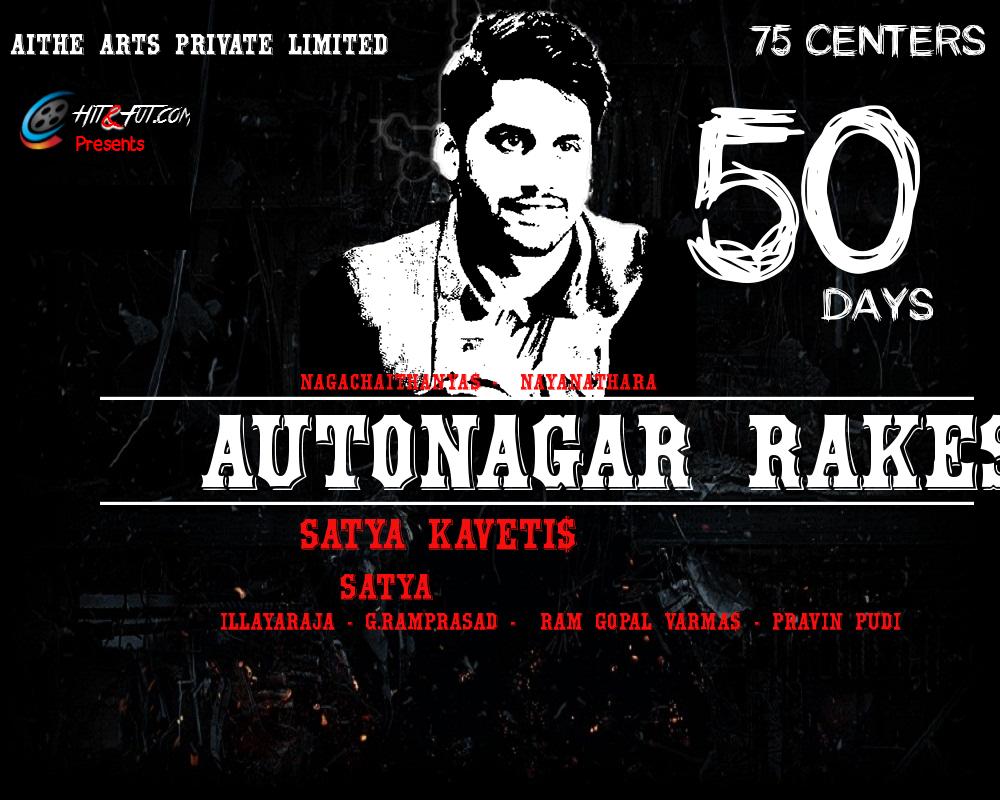 AITHE ARTS PRIVATE LIMITED
75 CENTERS
HIT&FUT.COM
Presents
50
DAYS
NAGACHAITHANYA$ - NAYANATHARA
AUTONAGAR RAKES
SATYA KAVETI$
SATYA
ILLAYARAJA - G.RAMPRASAD - RAM GOPAL VARMA$ - PRAVIN PUDI